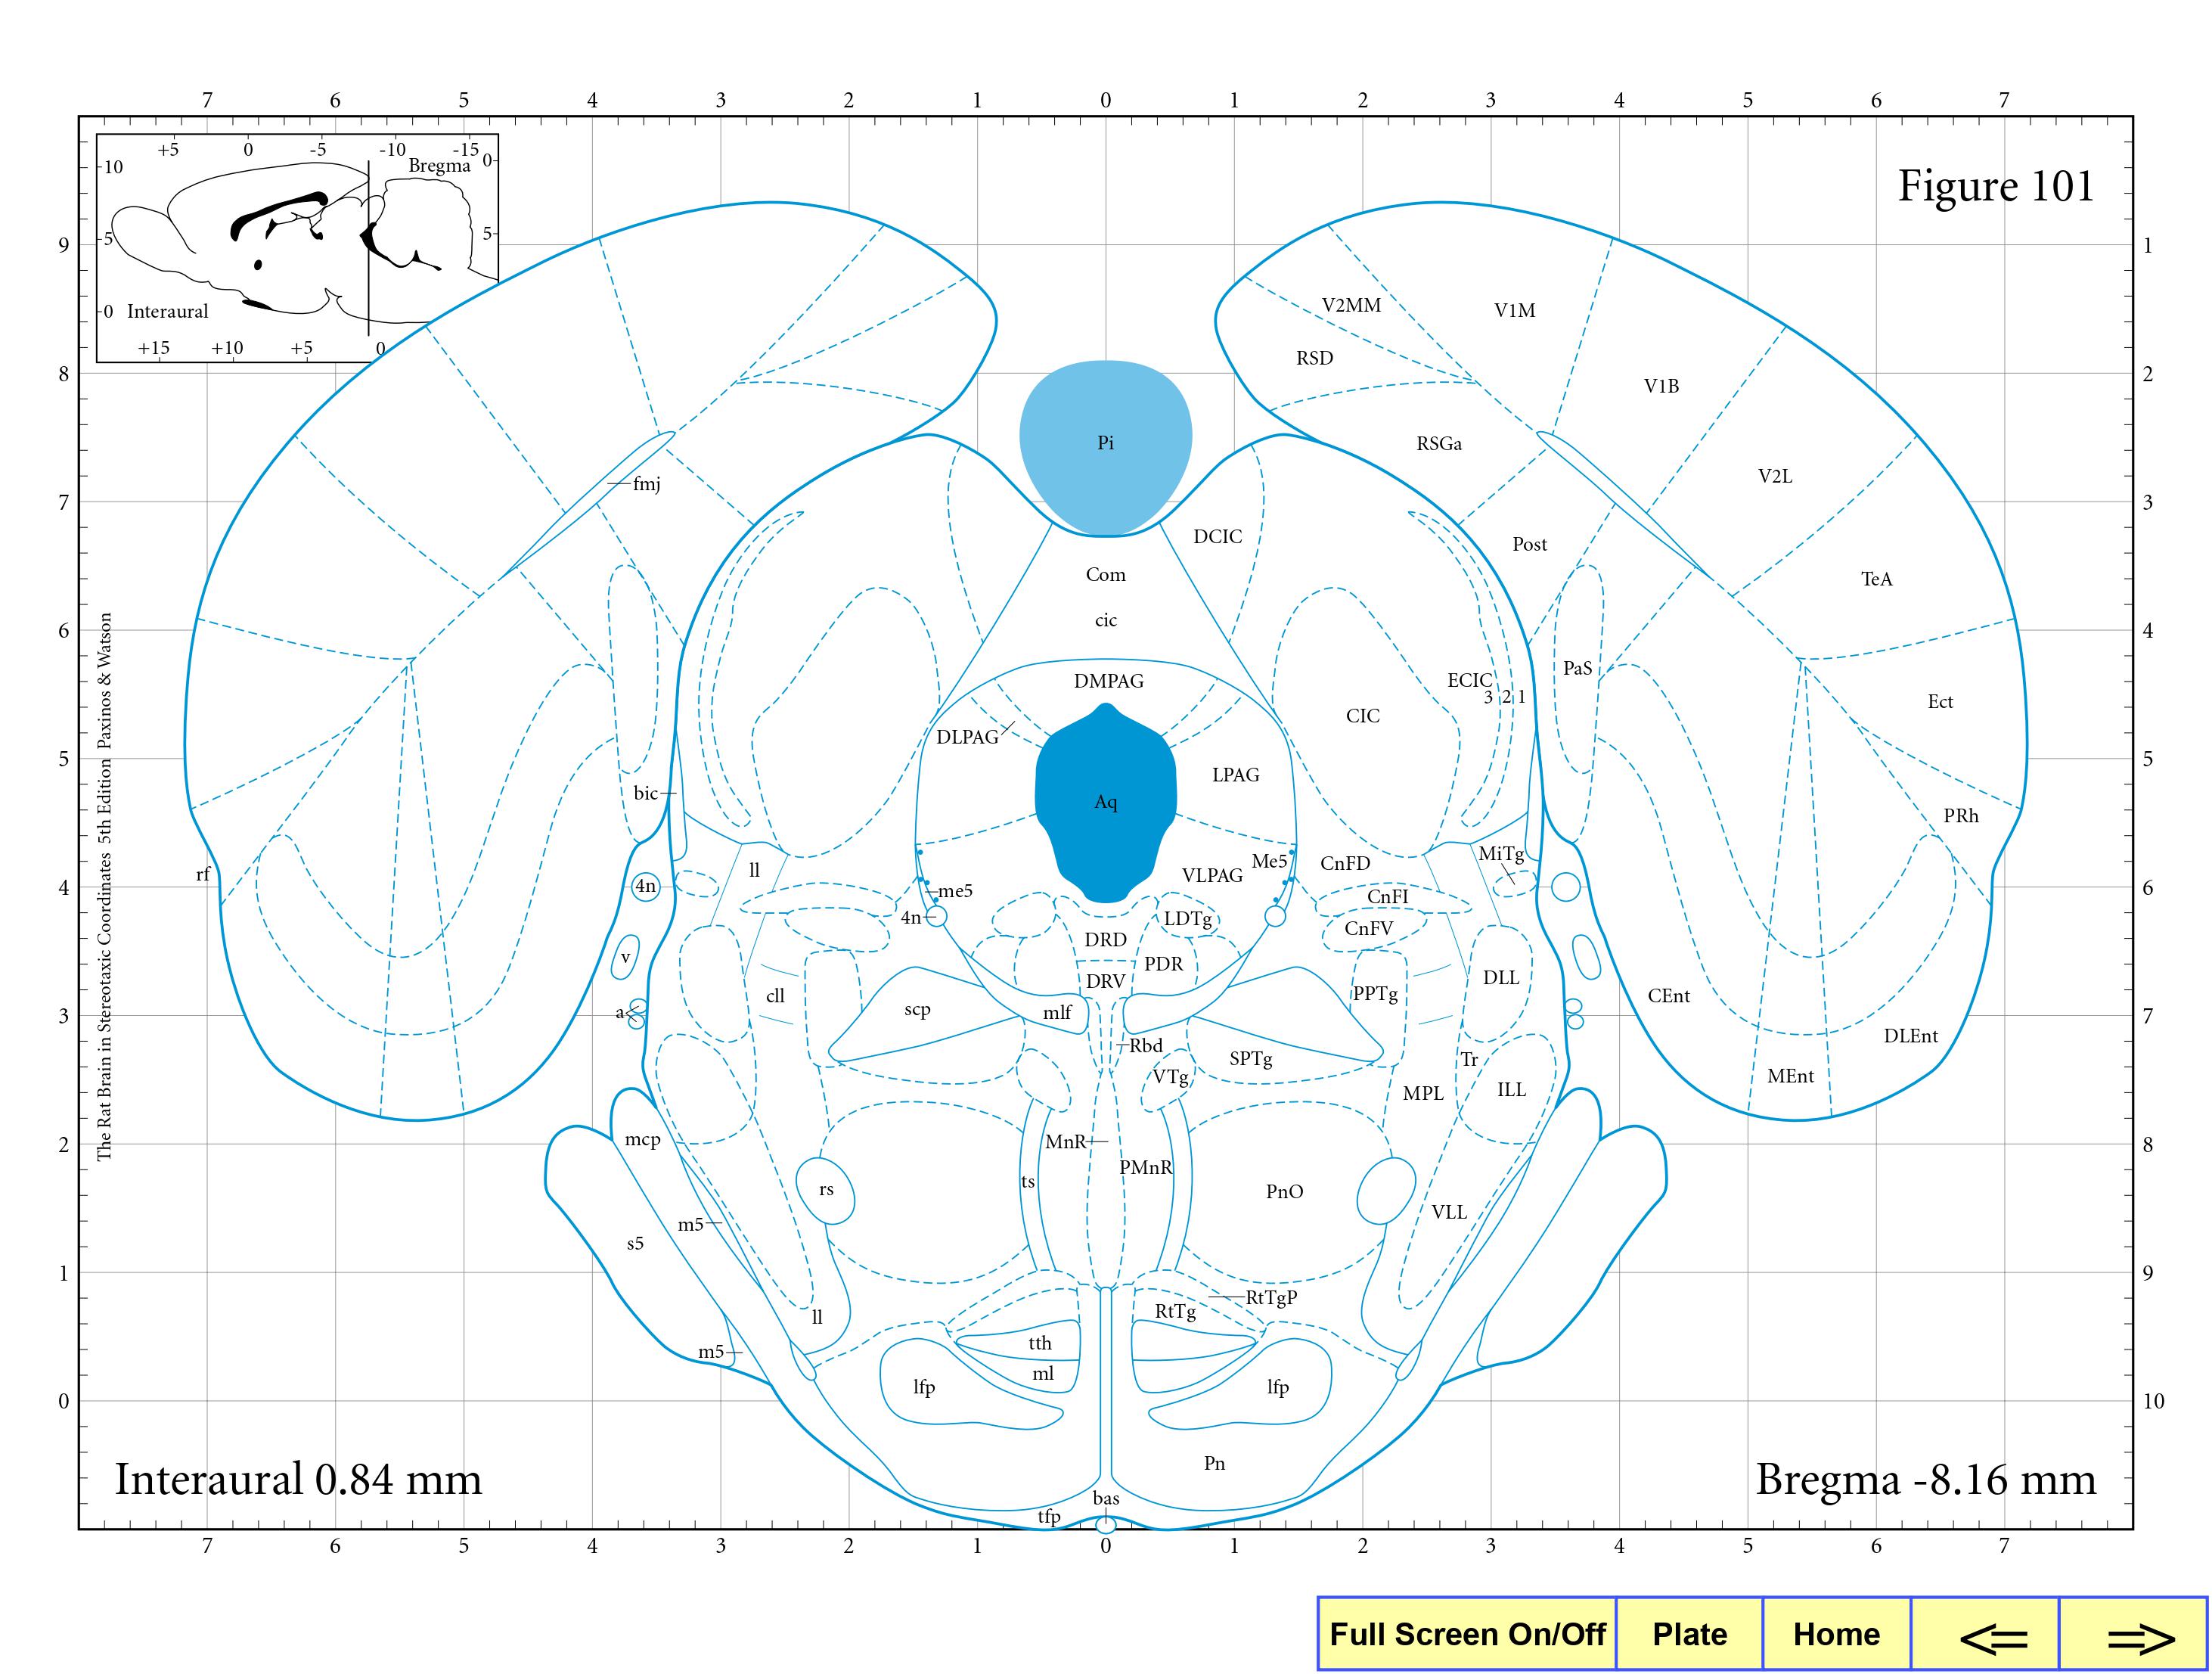 7 6 5 4 3 2 1 0 1 2 3 4 5 6 7
+5 0 -5 -10 -15
Bregma
0
10
5
5
0 Interaural
+15 +10 +5 0
Figure 101
9 1
8 2
7 3
6 4
5 5
4 6
3 7
2 8
1 9
0 10
V2MM
V1M
RSD
V1B
Pi
RSGa
fmj
V2L
DCIC
Post
Com
TeA
cic
PaS
DMPAG
ECIC
3 2 1
Ect
CIC
DLPAG
LPAG
bic
Aq
PRh
MiTg
Me5
CnFD
ll
rf
VLPAG
4n
me5
CnFI
4n
LDTg
CnFV
DRD
v
PDR
DLL
DRV
cll
PPTg
CEnt
scp
mlf
a
DLEnt
Rbd
SPTg
Tr
VTg
MEnt
ILL
MPL
mcp
MnR
PMnR
ts
rs
PnO
VLL
m5
s5
RtTgP
RtTg
ll
tth
m5
ml
lfp
lfp
Pn
bas
tfp
The Rat Brain in Stereotaxic Coordinates 5th Edition Paxinos & Watson
Interaural 0.84 mm
Bregma -8.16 mm
7 6 5 4 3 2 1 0 1 2 3 4 5 6 7
Full Screen On/Off Plate Home <= =>